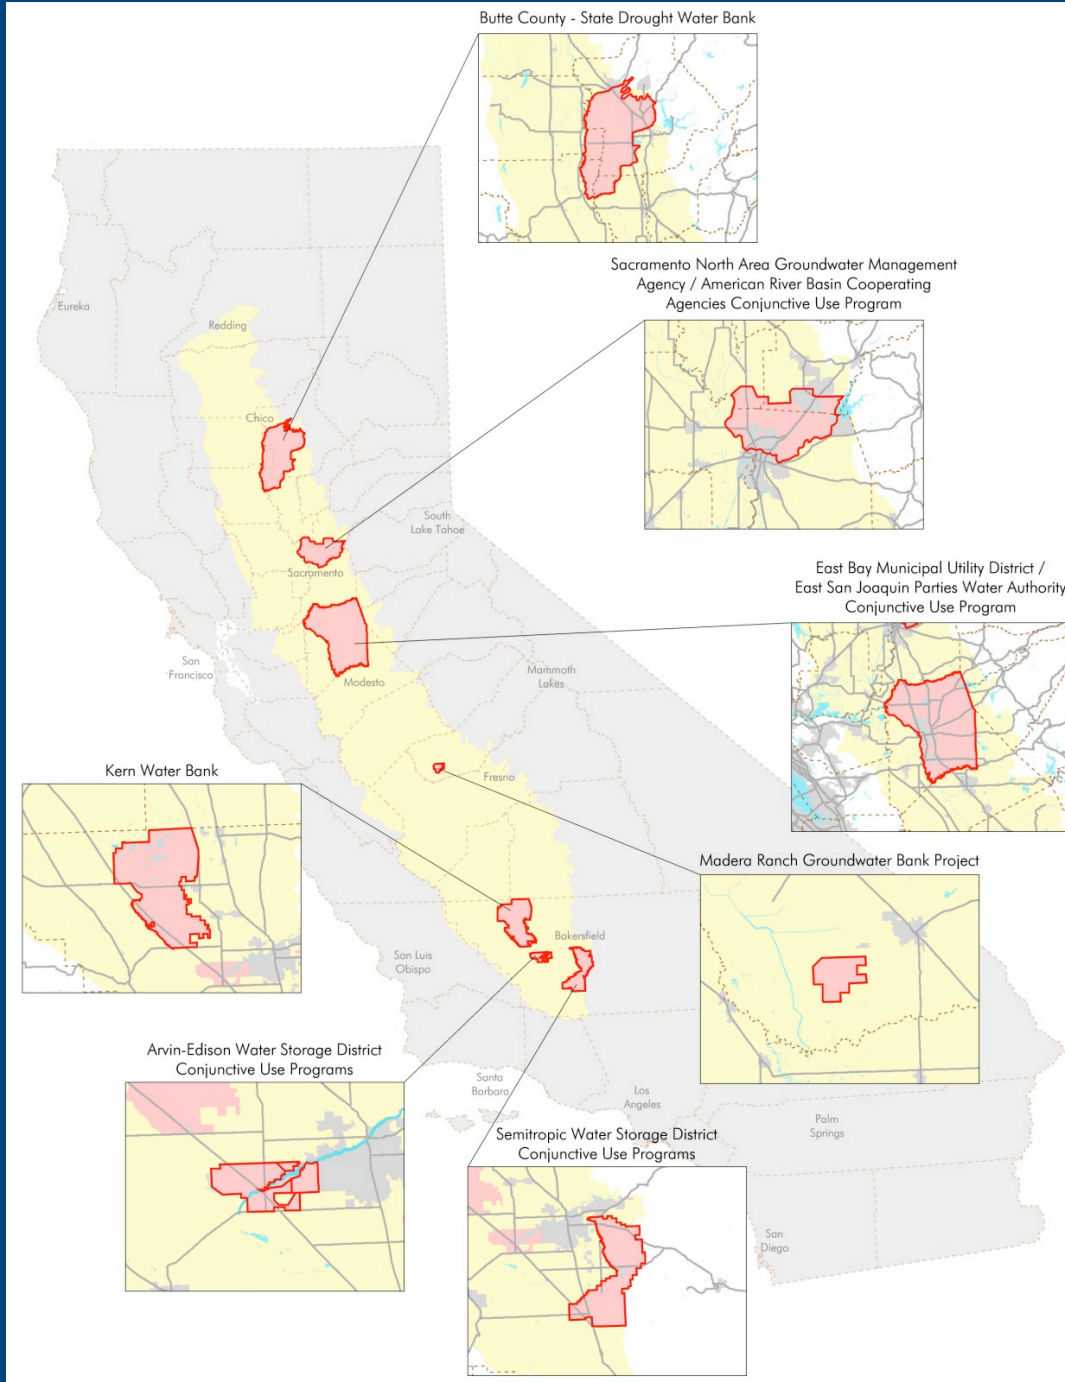 Butte County - State Drought Water Bank
Sacramento North Area Groundwater Management
Agency / American River Basin Cooperating
Agencies Conjunctive Use Program
Eureka
Redding
Chico
South
Lake Tahoe
Sacramento
East Bay Municipal Utility District /
East San Joaquin Parties Water Authority
Conjunctive Use Program
San
Francisco
Modesto
Mammoth
Lakes
Kern Water Bank
Fresno
Madera Ranch Groundwater Bank Project
San Luis
Obispo
Bakersfield
Arvin-Edison Water Storage District
Conjunctive Use Programs
Santa
Barbara
Los
Angeles
Palm
Springs
Semitropic Water Storage District
Conjunctive Use Programs
San
Diego